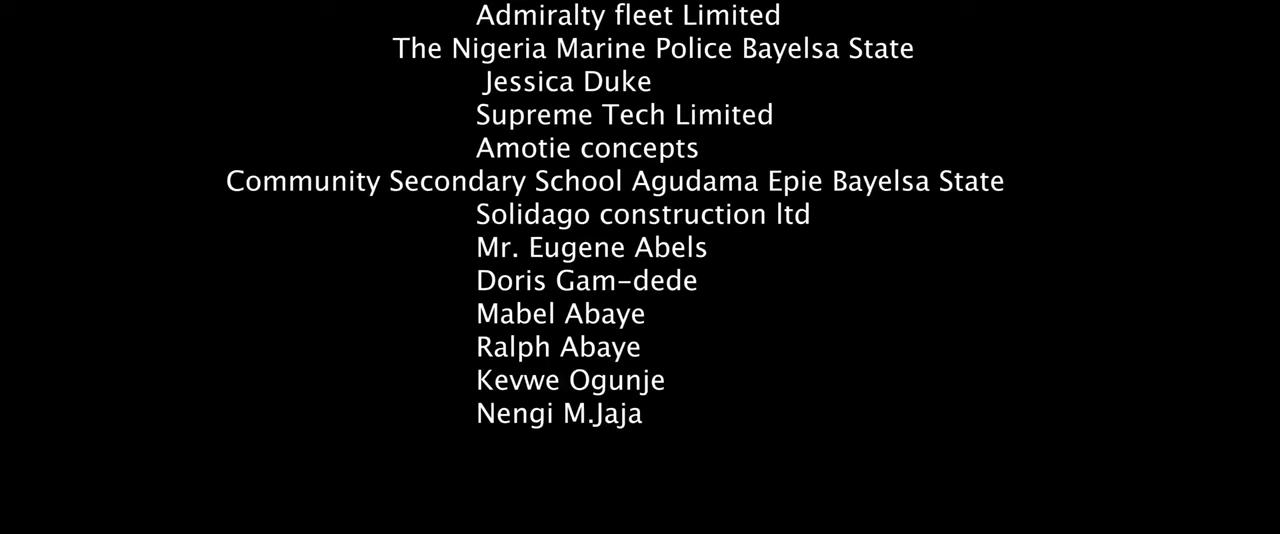 Admiralty fleet Limited
The Nigeria Marine Police Bayelsa State
Jessica Duke
Supreme Tech Limited
Amotie concepts
Community Secondary School Agudama Epie Bayelsa State
Solidago construction ltd
Mr. Eugene Abels
Doris Gam-dede
Mabel Abaye
Ralph Abaye
Kevwe Ogunje
Nengi M.Jaja